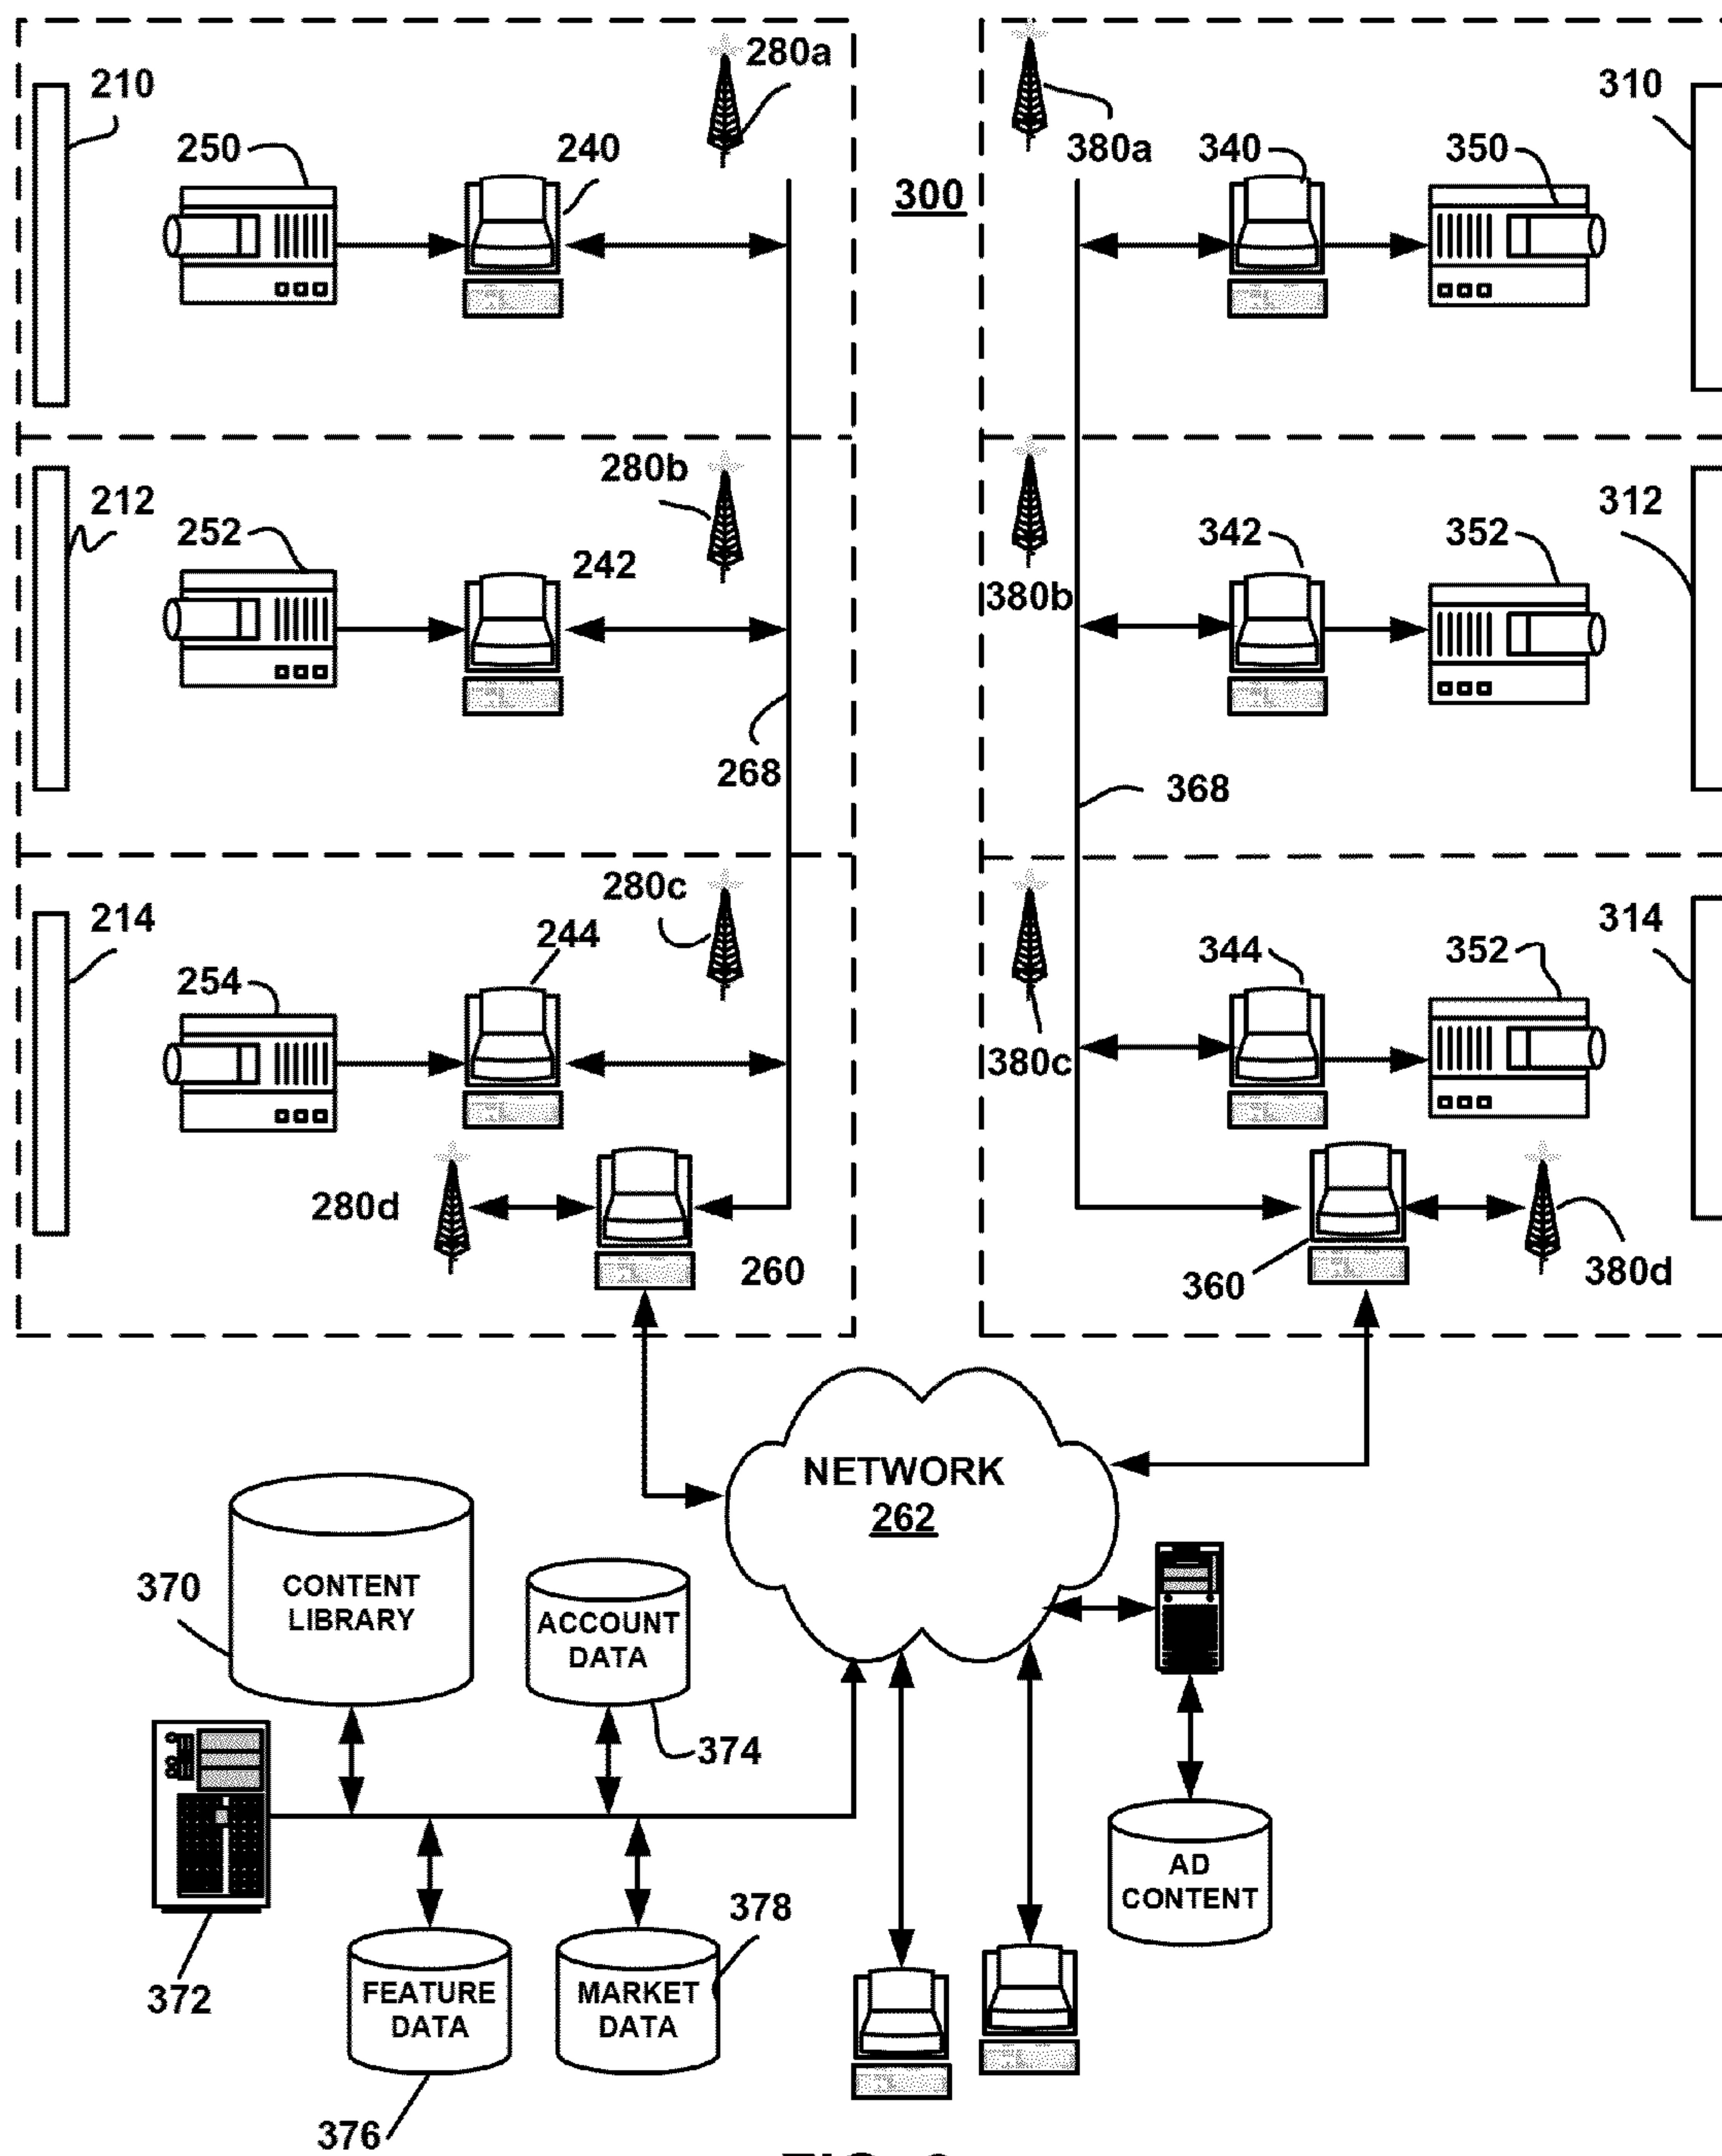 280a
210
310
250
240
380a
340
350
300
280b
212
312
252
342
352
242
380b
268
368
280c
214
244
314
344
352
254
380c
280d
260
360
380d
NETWORK
262
370
CONTENT
LIBRARY
ACCOUNT
DATA
374
AD
CONTENT
378
372
FEATURE
DATA
MARKET
DATA
376